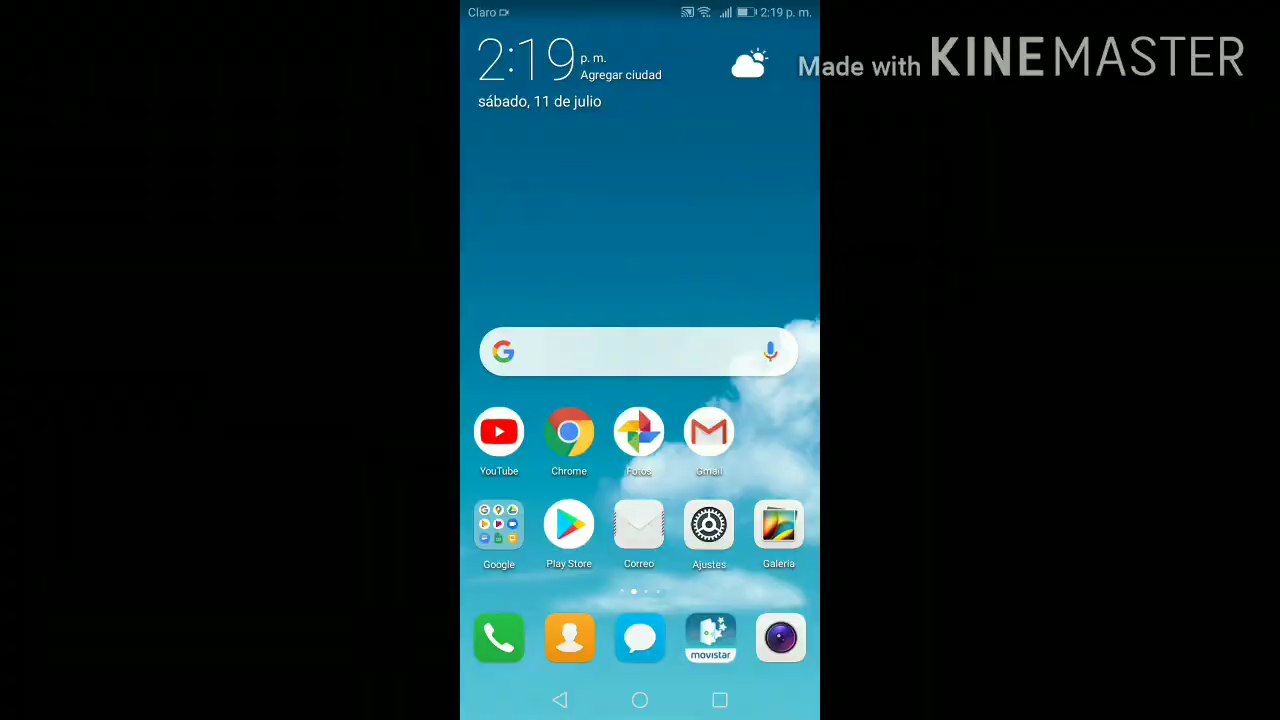 Claro
2:19 p. m.
2:19 p. m.
Agregar ciudad
sábado, 11 de julio
Made with KINEMASTER
YouTube
Chrome
Fotos
Gmail
Google
Play Store
Correo
Ajustes
Galería
movistar